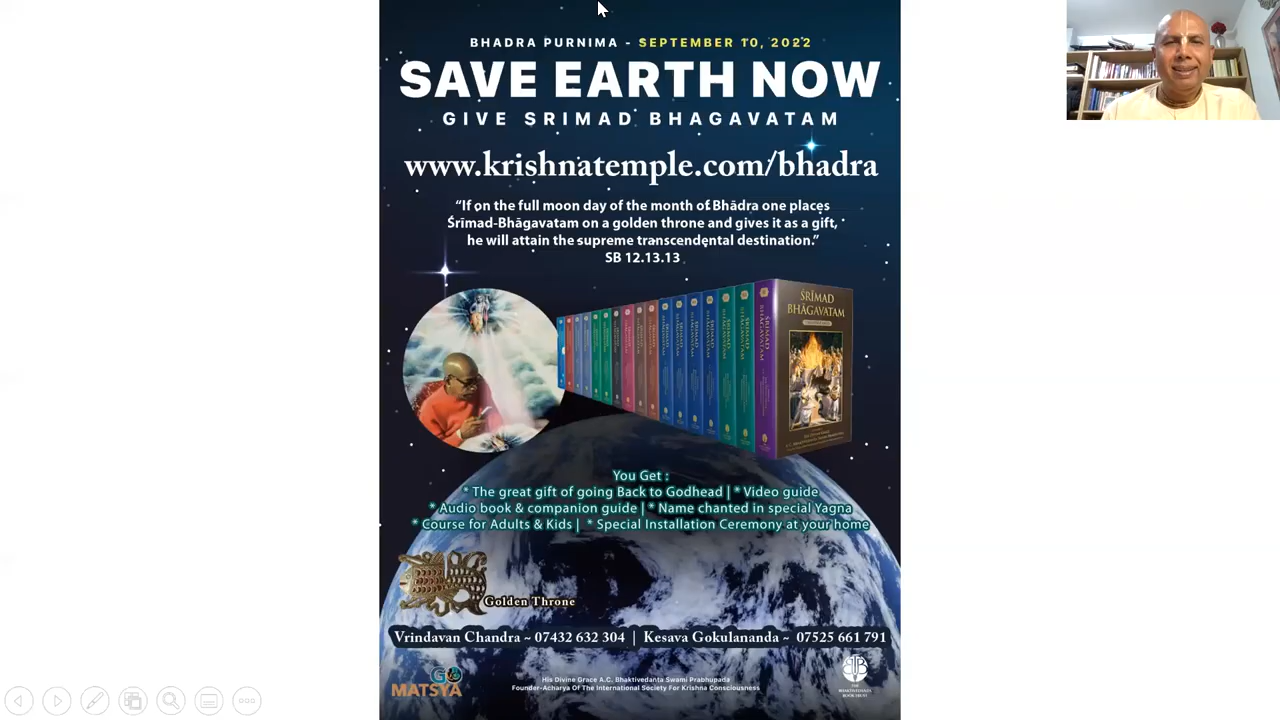 BHADRA PURNIMA - SEPTEMBER 10, 2022
SAVE EARTH NOW
GIVE SRIMAD BHAGAVATAM
www.krishnatemple.com/bhadra
“If on the full moon day of the month of Bhādra one places
Śrīmad-Bhāgavatam on a golden throne and gives it as a gift,
he will attain the supreme transcendental destination.”
SB 12.13.13
ŚRĪMAD
BHĀGAVATAM
You Get :
* The great gift of going Back to Godhead | * Video guide
* Audio book & companion guide | * Name chanted in special Yagna
* Course for Adults & Kids | * Special Installation Ceremony at your home
Golden Throne
Vrindavan Chandra ~ 07432 632 304 | Kesava Gokulananda ~ 07525 661 791
GO
MATSYA
His Divine Grace A.C. Bhaktivedanta Swami Prabhupada
Founder-Acharya Of The International Society For Krishna Consciousness
THE
BHAKTIVEDANTA
BOOK TRUST